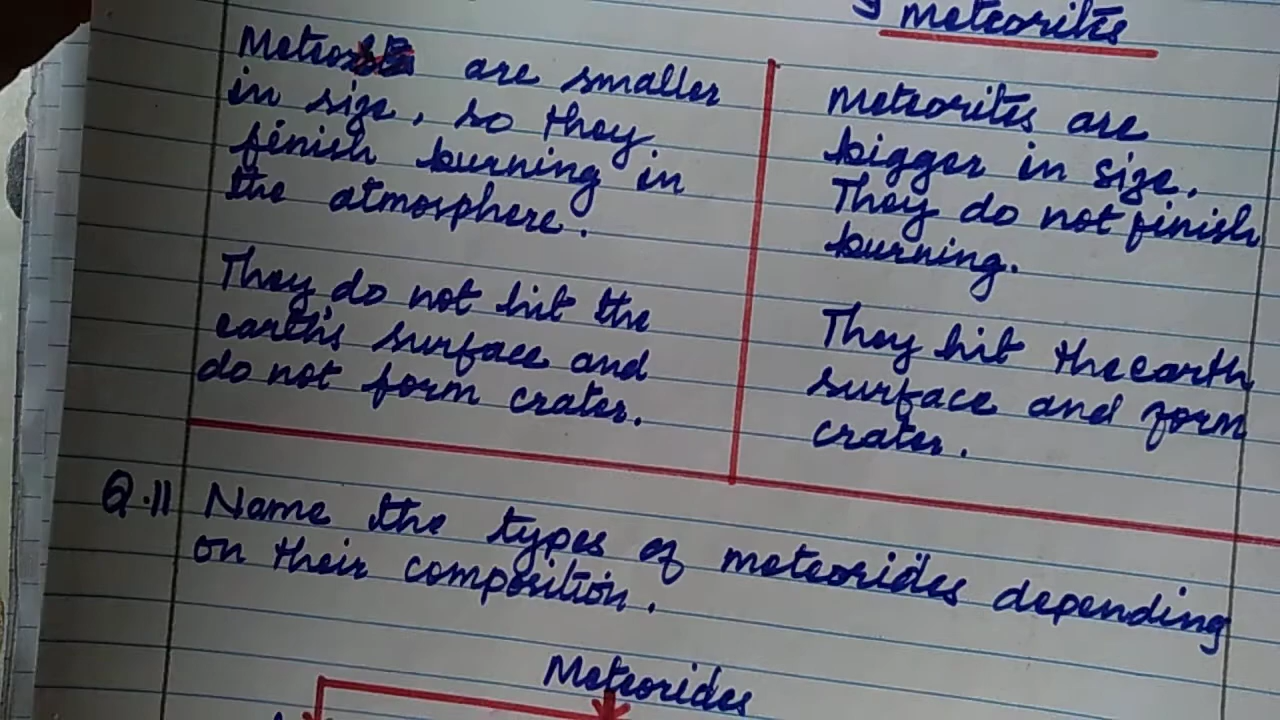 meteorites
Meteors are smaller
in size, so they
finish burning in
the atmosphere.
They do not hit the
earth's surface and
do not form crater.
Meteorites are
bigger in size.
They do not finish
burning.
They hit the earth
surface and form
crater.
Q.11 Name the types of meteorides depending
on their composition.
Meteorides